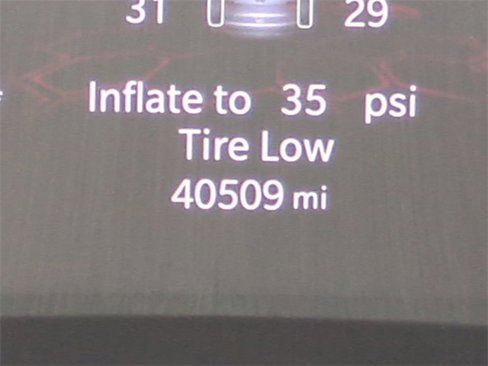 31 29
Inflate to 35 psi
Tire Low
40509 mi